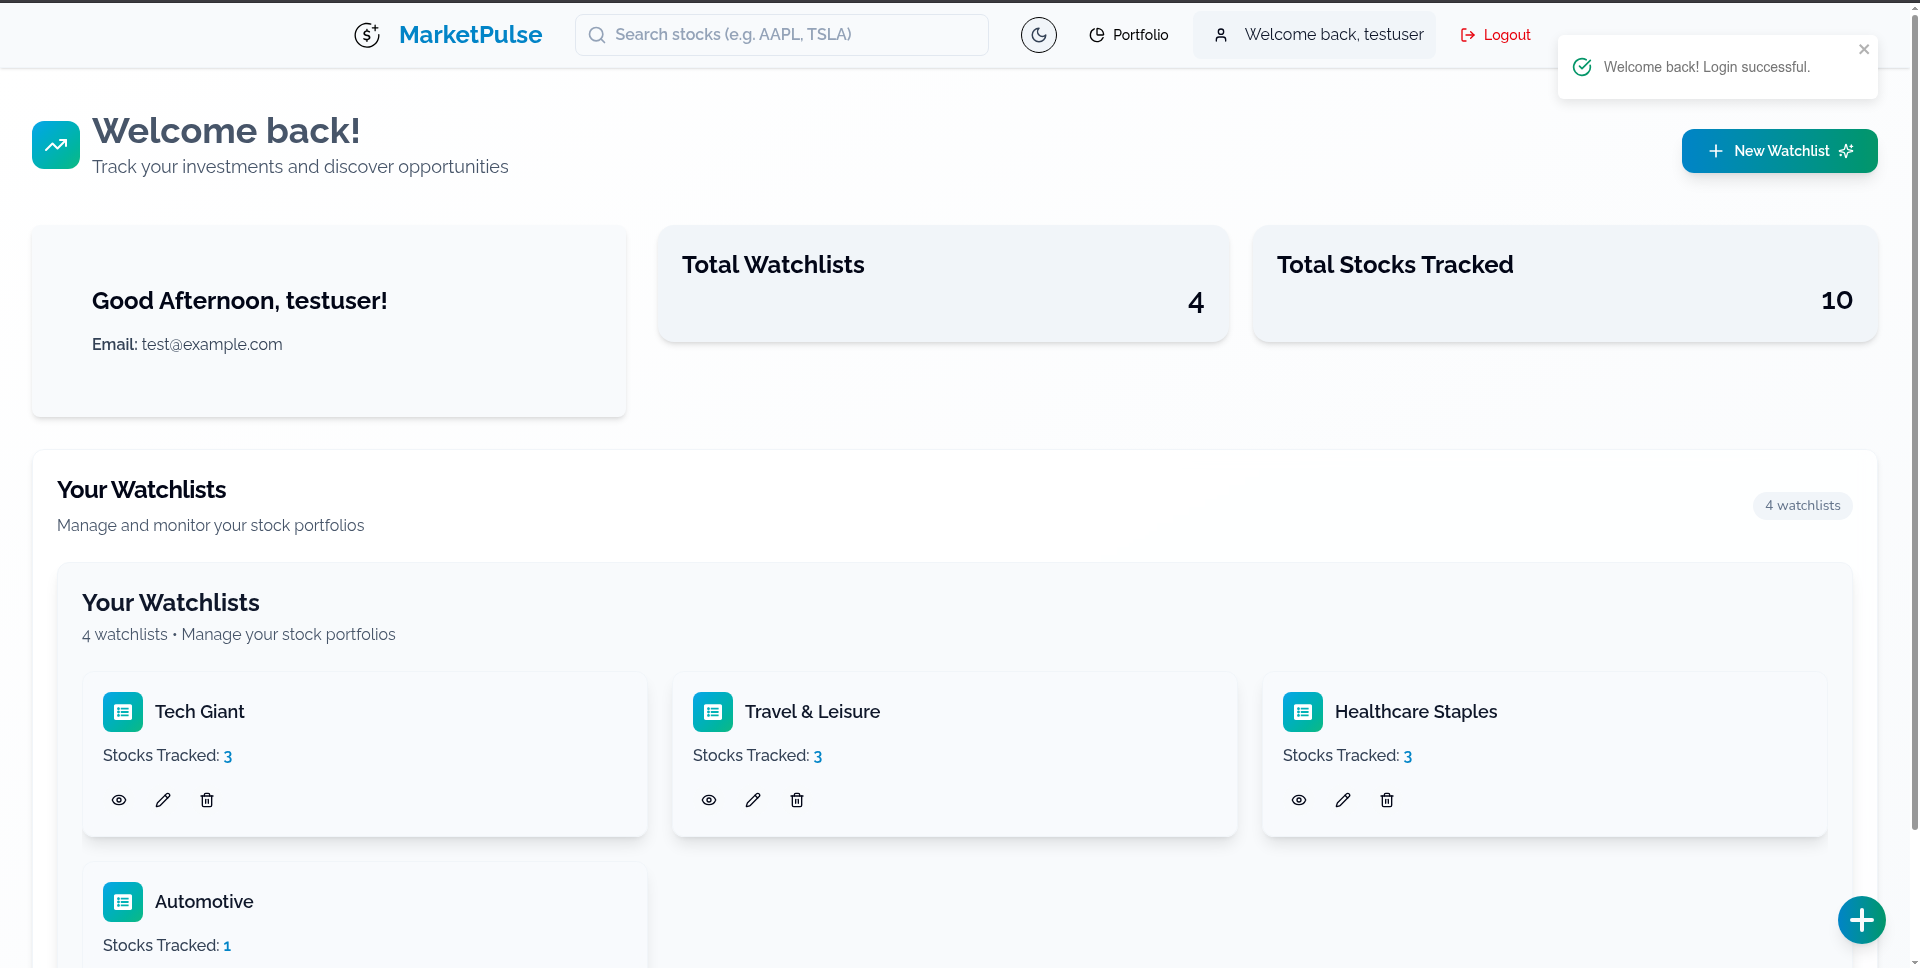 MarketPulse
Search stocks (e.g. AAPL, TSLA)
Portfolio
Welcome back, testuser
Logout
Welcome back! Login successful.
Welcome back!
Track your investments and discover opportunities
New Watchlist
Good Afternoon, testuser!
Email: test@example.com
Total Watchlists
4
Total Stocks Tracked
10
Your Watchlists
Manage and monitor your stock portfolios
4 watchlists
Your Watchlists
4 watchlists • Manage your stock portfolios
Tech Giant
Stocks Tracked: 3
Travel & Leisure
Stocks Tracked: 3
Healthcare Staples
Stocks Tracked: 3
Automotive
Stocks Tracked: 1